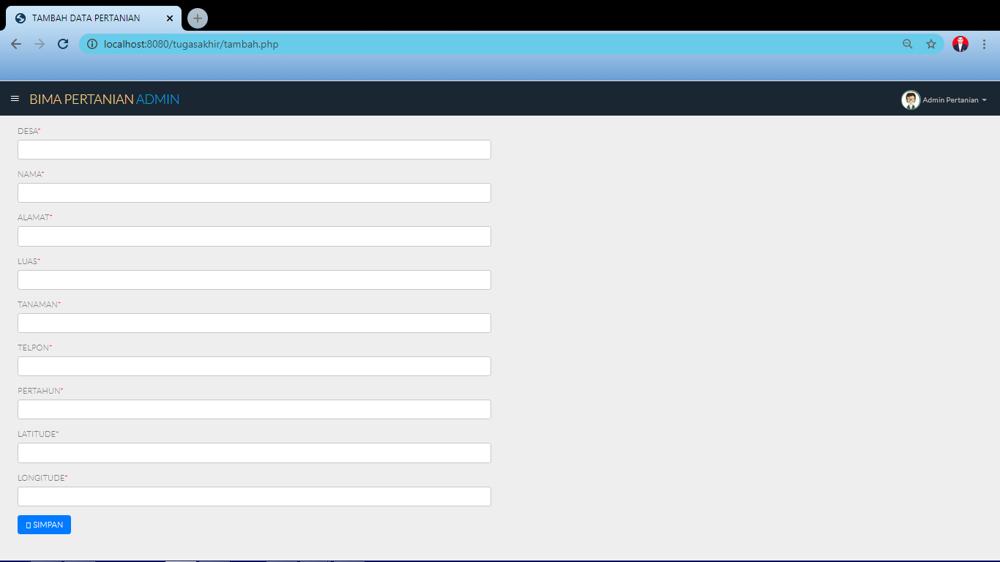 TAMBAH DATA PERTANIAN
localhost:8080/tugasakhir/tambah.php
BIMA PERTANIAN ADMIN
Admin Pertanian
DESA*
NAMA*
ALAMAT*
LUAS*
TANAMAN*
TELPON*
PERTAHUN*
LATITUDE*
LONGITUDE*
SIMPAN